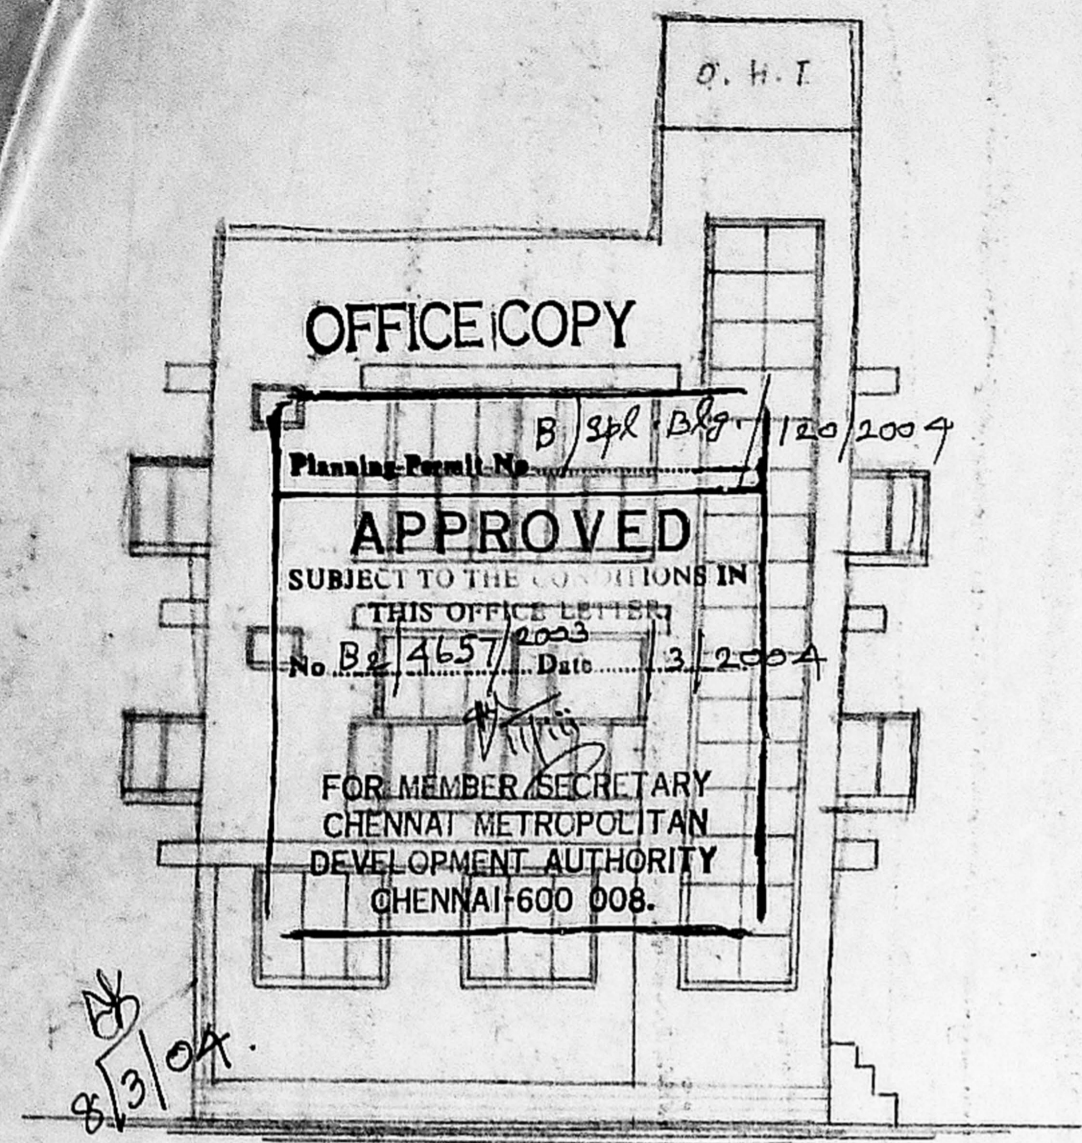 O. H. T
OFFICE COPY
B / Spl. Blg. / 120 / 2004
Planning Permit No
APPROVED
SUBJECT TO THE CONDITIONS IN
THIS OFFICE LETTER
No B2 / 4657 / 2003 Date / 3 / 2004
FOR MEMBER SECRETARY
CHENNAI METROPOLITAN
DEVELOPMENT AUTHORITY
CHENNAI-600 008.
8/3/04.